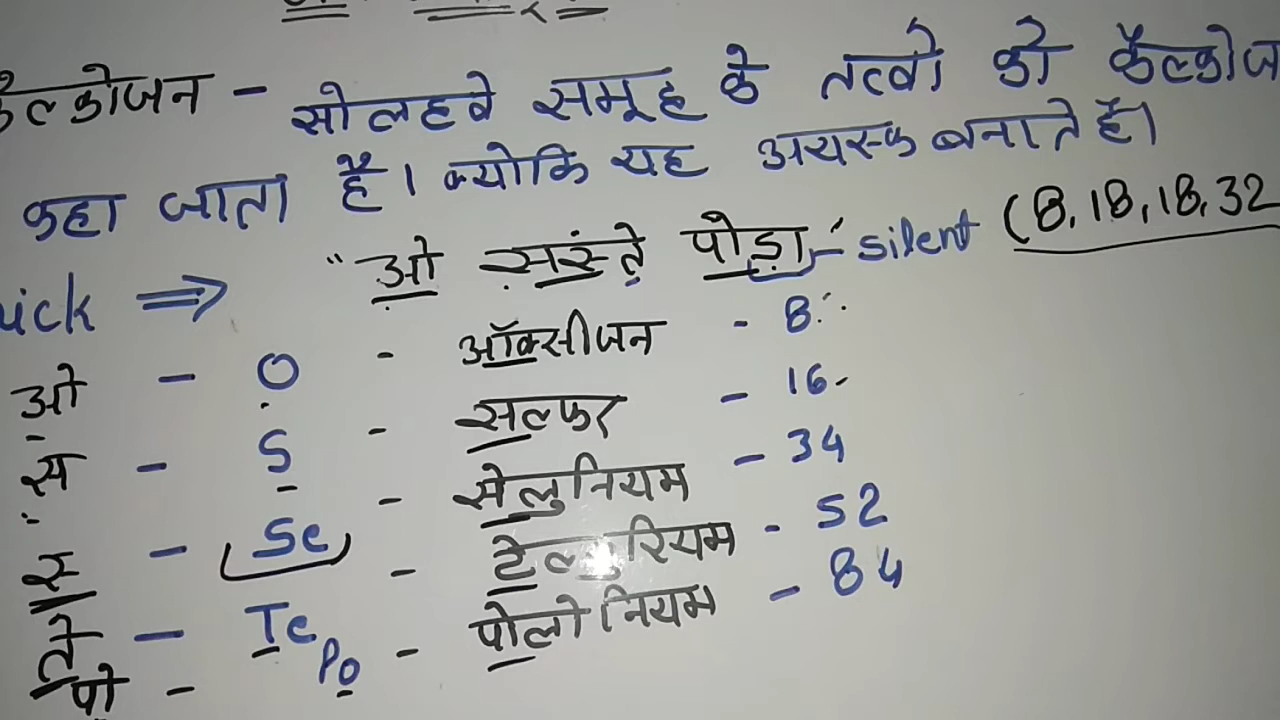 कैल्कोजन - सोलहवे समूह के तत्वो को कैल्कोज
कहा जाता है। क्योकि यह अयस्क बनाते है।
uick ⇒ "ओ सस्ते पोड़ा" - silent (8, 18, 18, 32
ओ - O - ऑक्सीजन - 8
स - S - सल्फर - 16
स - Se - सेलुनियम - 34
ते - Te - टेलुरियम - 52
पो - Po - पोलोनियम - 84